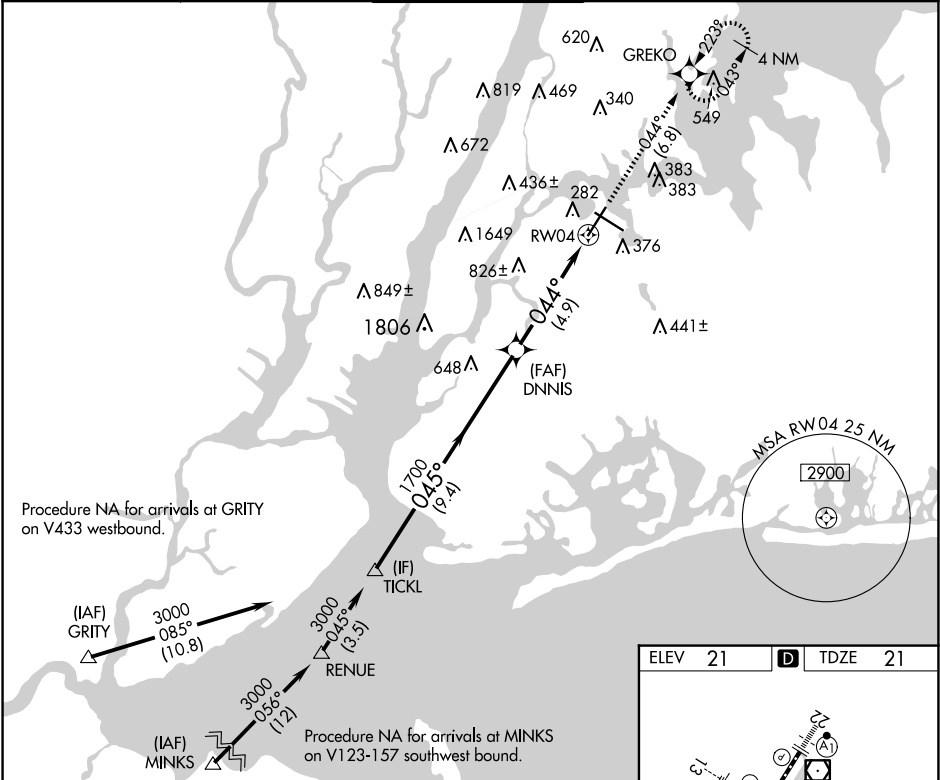 620
GREKO
223°
4 NM
043°
549
819
469
340
044°
(6.8)
672
383
383
436±
282
1649
RW04
376
826±
849±
1806
044°
(4.9)
441±
648
(FAF)
DNNIS
MSA RW04 25 NM
2900
1700
045°
(9.4)
Procedure NA for arrivals at GRITY
on V433 westbound.
(IF)
TICKL
(IAF)
GRITY
3000
085°
(10.8)
3000
045°
(3.5)
RENUE
3000
056°
(12)
(IAF)
MINKS
Procedure NA for arrivals at MINKS
on V123-157 southwest bound.
ELEV 21 D TDZE 21
22
A1
P
13